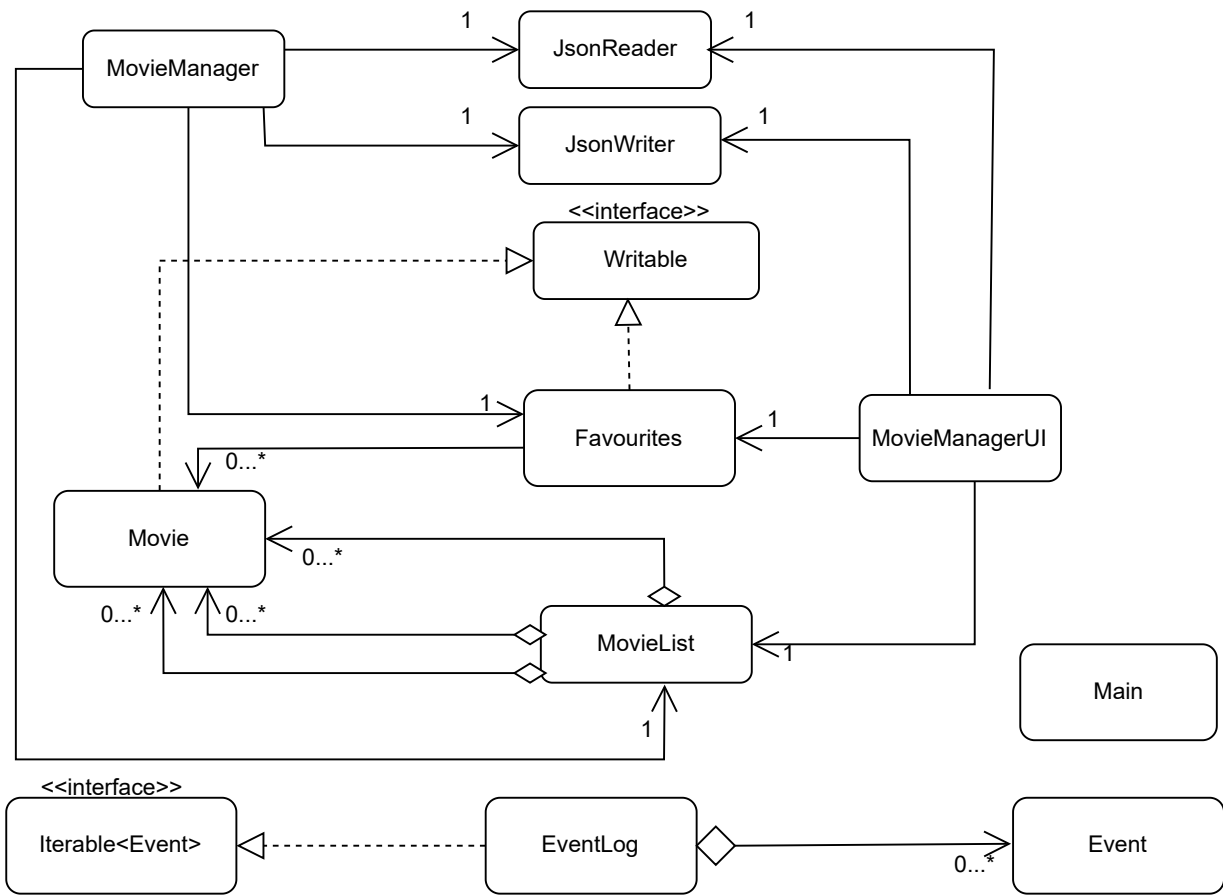 1
1
JsonReader
MovieManager
1
1
JsonWriter
<<interface>>
Writable
1
1
Favourites
MovieManagerUI
0...*
Movie
0...*
0...*
0...*
MovieList
1
Main
1
<<interface>>
Iterable<Event>
EventLog
Event
0...*